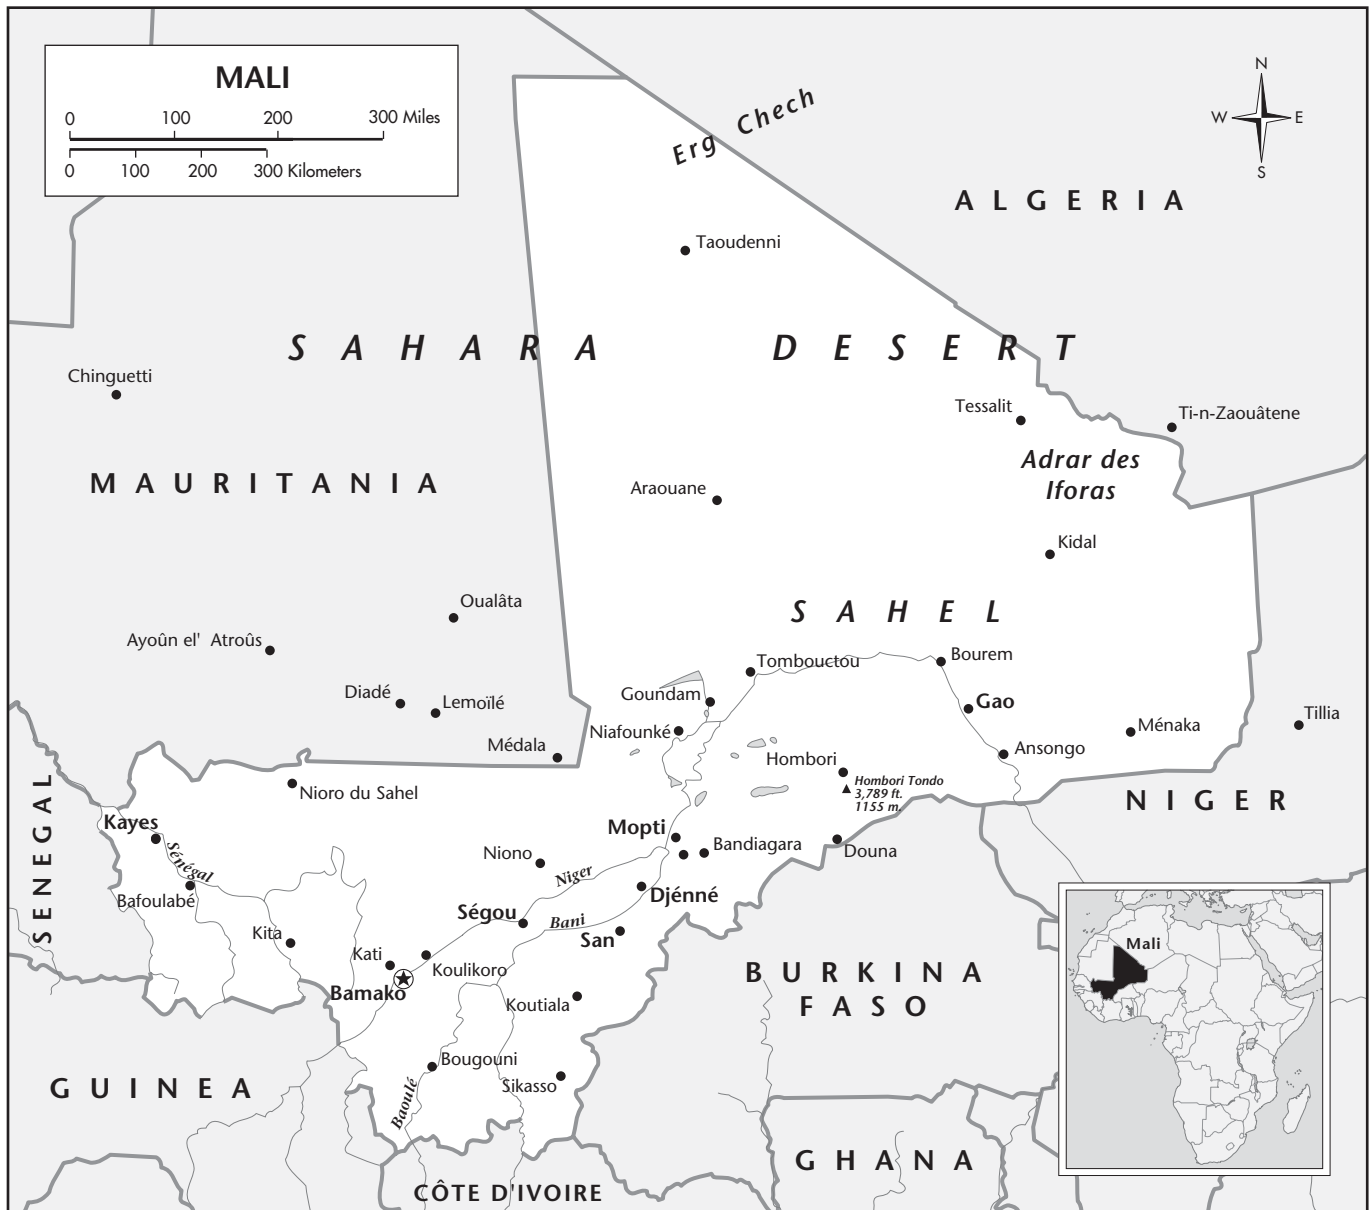 MALI
0 100 200 300 Miles
0 100 200 300 Kilometers
N
W E
S
Erg Chech
ALGERIA
Taoudenni
SAHARA DESERT
Chinguetti
Tessalit
Ti-n-Zaouâtene
MAURITANIA
Adrar des
Iforas
Araouane
Kidal
Oualâta
SAHEL
Ayoûn el' Atroûs
Tombouctou
Bourem
Diadé
Lemoïlé
Goundam
Gao
Niafounké
Ménaka
Tillia
Médala
Ansongo
Hombori
Hombori Tondo
3,789 ft.
1155 m.
Nioro du Sahel
NIGER
SENEGAL
Kayes
Mopti
Sénégal
Niono
Bandiagara
Douna
Niger
Bafoulabé
Djénné
Ségou
Bani
San
Kita
Kati
Koulikoro
Bamako
Koutiala
BURKINA
FASO
Mali
Bougouni
Sikasso
Baoulé
GUINEA
GHANA
CÔTE D'IVOIRE